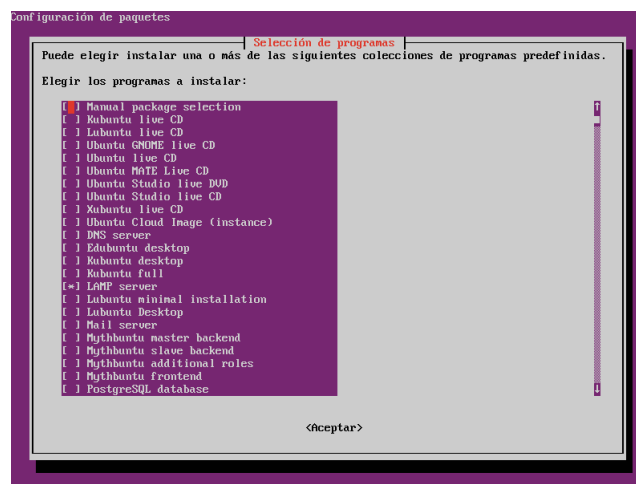 Configuración de paquetes
Selección de programas
Puede elegir instalar una o más de las siguientes colecciones de programas predefinidas.
Elegir los programas a instalar:
[ ] Manual package selection
[ ] Kubuntu live CD
[ ] Lubuntu live CD
[ ] Ubuntu GNOME live CD
[ ] Ubuntu live CD
[ ] Ubuntu MATE Live CD
[ ] Ubuntu Studio live DVD
[ ] Ubuntu Studio live CD
[ ] Xubuntu live CD
[ ] Ubuntu Cloud Image (instance)
[ ] DNS server
[ ] Edubuntu desktop
[ ] Kubuntu desktop
[ ] Kubuntu full
[*] LAMP server
[ ] Lubuntu minimal installation
[ ] Lubuntu Desktop
[ ] Mail server
[ ] Mythbuntu master backend
[ ] Mythbuntu slave backend
[ ] Mythbuntu additional roles
[ ] Mythbuntu frontend
[ ] PostgreSQL database
<Aceptar>